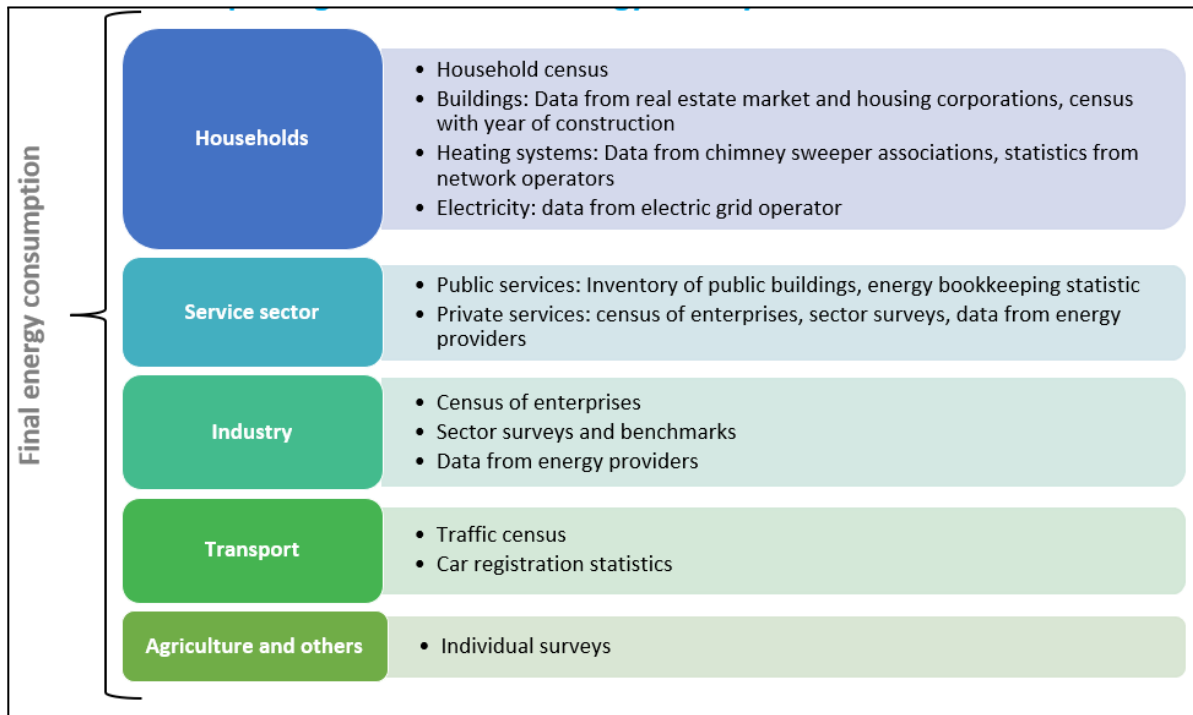 Final energy consumption
Households
• Household census
• Buildings: Data from real estate market and housing corporations, census
with year of construction
• Heating systems: Data from chimney sweeper associations, statistics from
network operators
• Electricity: data from electric grid operator
Service sector
• Public services: Inventory of public buildings, energy bookkeeping statistic
• Private services: census of enterprises, sector surveys, data from energy
providers
Industry
• Census of enterprises
• Sector surveys and benchmarks
• Data from energy providers
Transport
• Traffic census
• Car registration statistics
Agriculture and others
• Individual surveys